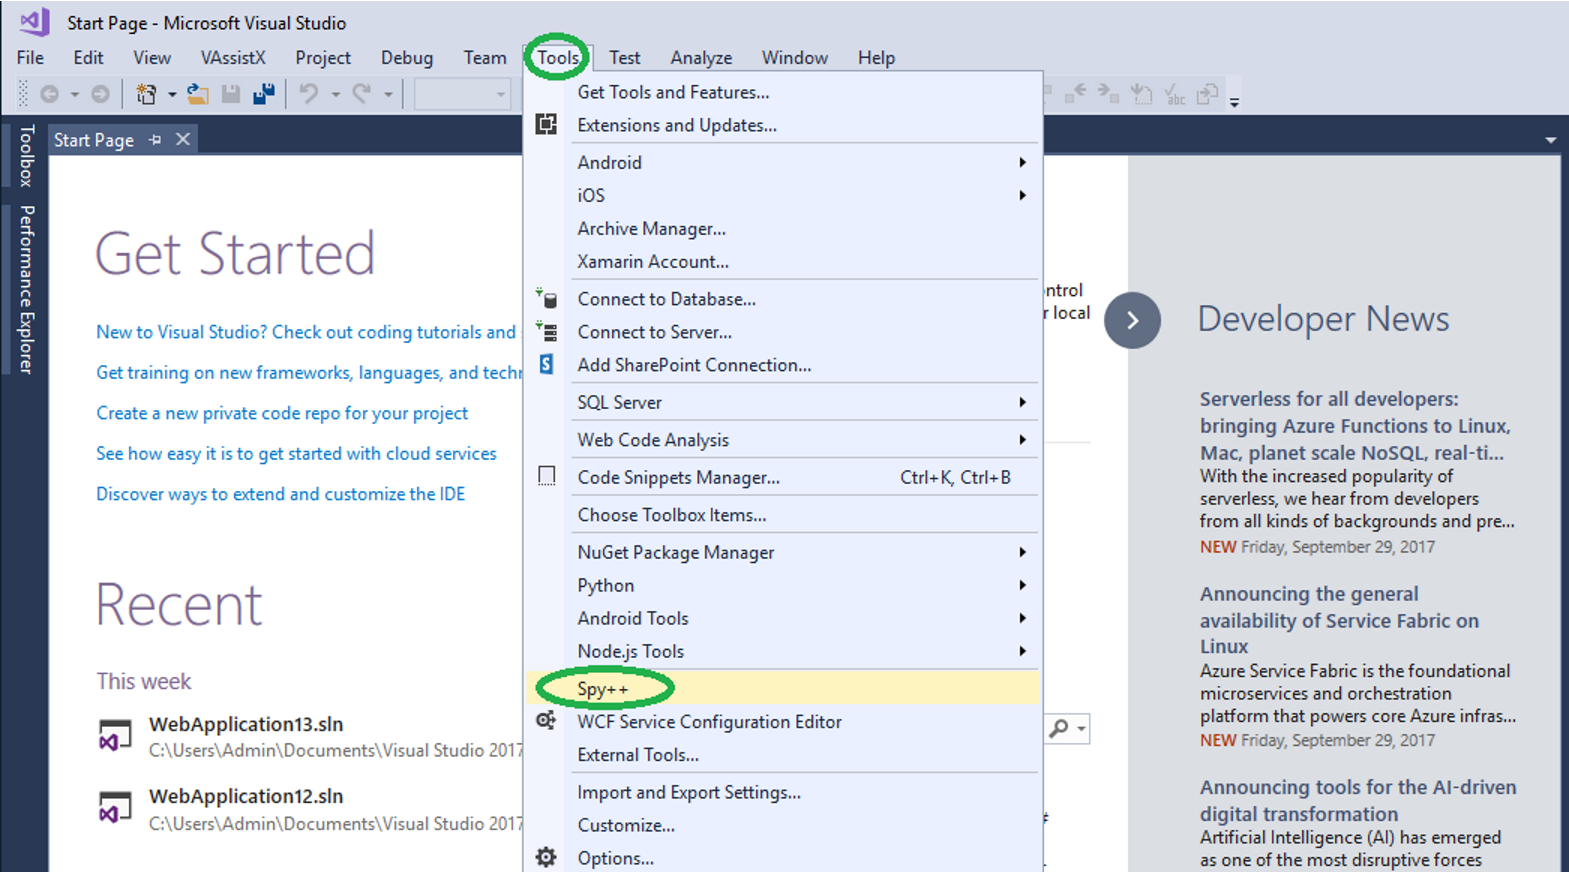 Start Page - Microsoft Visual Studio
File Edit View VAssistX Project Debug Team Tools Test Analyze Window Help
Toolbox
Performance Explorer
Start Page
Get Started
New to Visual Studio? Check out coding tutorials and
Get training on new frameworks, languages, and techn
Create a new private code repo for your project
See how easy it is to get started with cloud services
Discover ways to extend and customize the IDE
Recent
This week
WebApplication13.sln
C:\Users\Admin\Documents\Visual Studio 2017
WebApplication12.sln
C:\Users\Admin\Documents\Visual Studio 2017
Get Tools and Features...
Extensions and Updates...
Android
iOS
Archive Manager...
Xamarin Account...
Connect to Database...
Connect to Server...
Add SharePoint Connection...
SQL Server
Web Code Analysis
Code Snippets Manager... Ctrl+K, Ctrl+B
Choose Toolbox Items...
NuGet Package Manager
Python
Android Tools
Node.js Tools
Spy++
WCF Service Configuration Editor
External Tools...
Import and Export Settings...
Customize...
Options...
ntrol
r local
Developer News
Serverless for all developers:
bringing Azure Functions to Linux,
Mac, planet scale NoSQL, real-ti...
With the increased popularity of
serverless, we hear from developers
from all kinds of backgrounds and pre...
NEW Friday, September 29, 2017
Announcing the general
availability of Service Fabric on
Linux
Azure Service Fabric is the foundational
microservices and orchestration
platform that powers core Azure infras...
NEW Friday, September 29, 2017
Announcing tools for the AI-driven
digital transformation
Artificial Intelligence (AI) has emerged
as one of the most disruptive forces